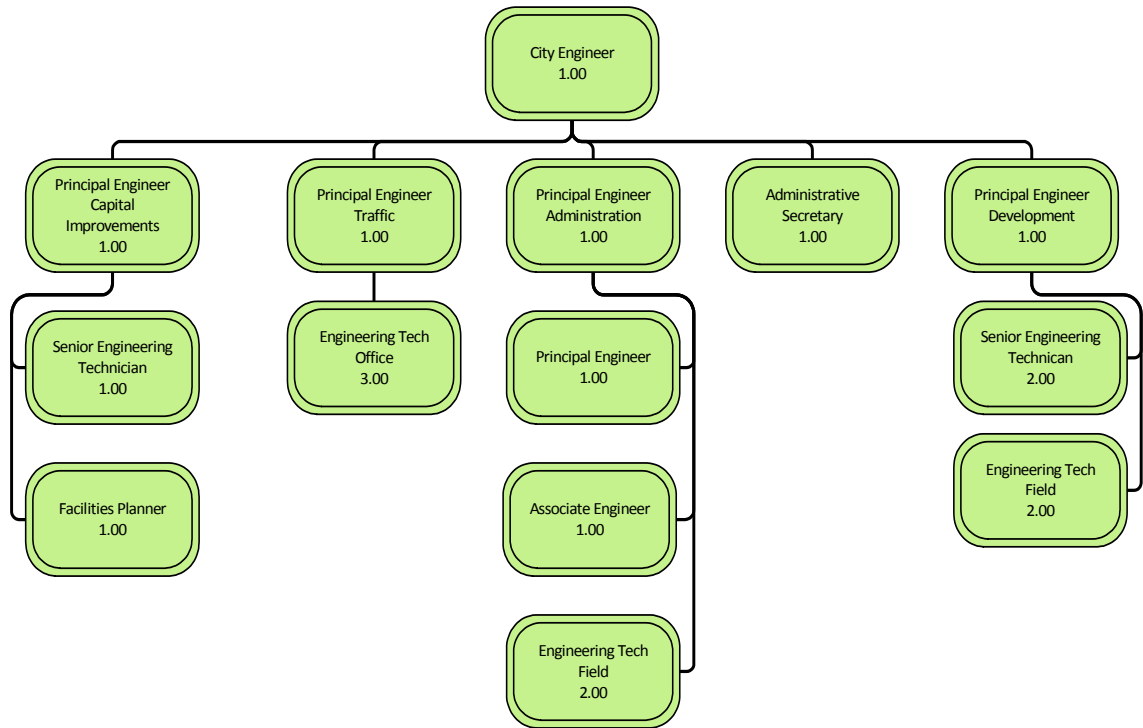 City Engineer
1.00
Principal Engineer
Capital
Improvements
1.00
Principal Engineer
Traffic
1.00
Principal Engineer
Administration
1.00
Administrative
Secretary
1.00
Principal Engineer
Development
1.00
Senior Engineering
Technician
1.00
Engineering Tech
Office
3.00
Principal Engineer
1.00
Senior Engineering
Technican
2.00
Facilities Planner
1.00
Associate Engineer
1.00
Engineering Tech
Field
2.00
Engineering Tech
Field
2.00